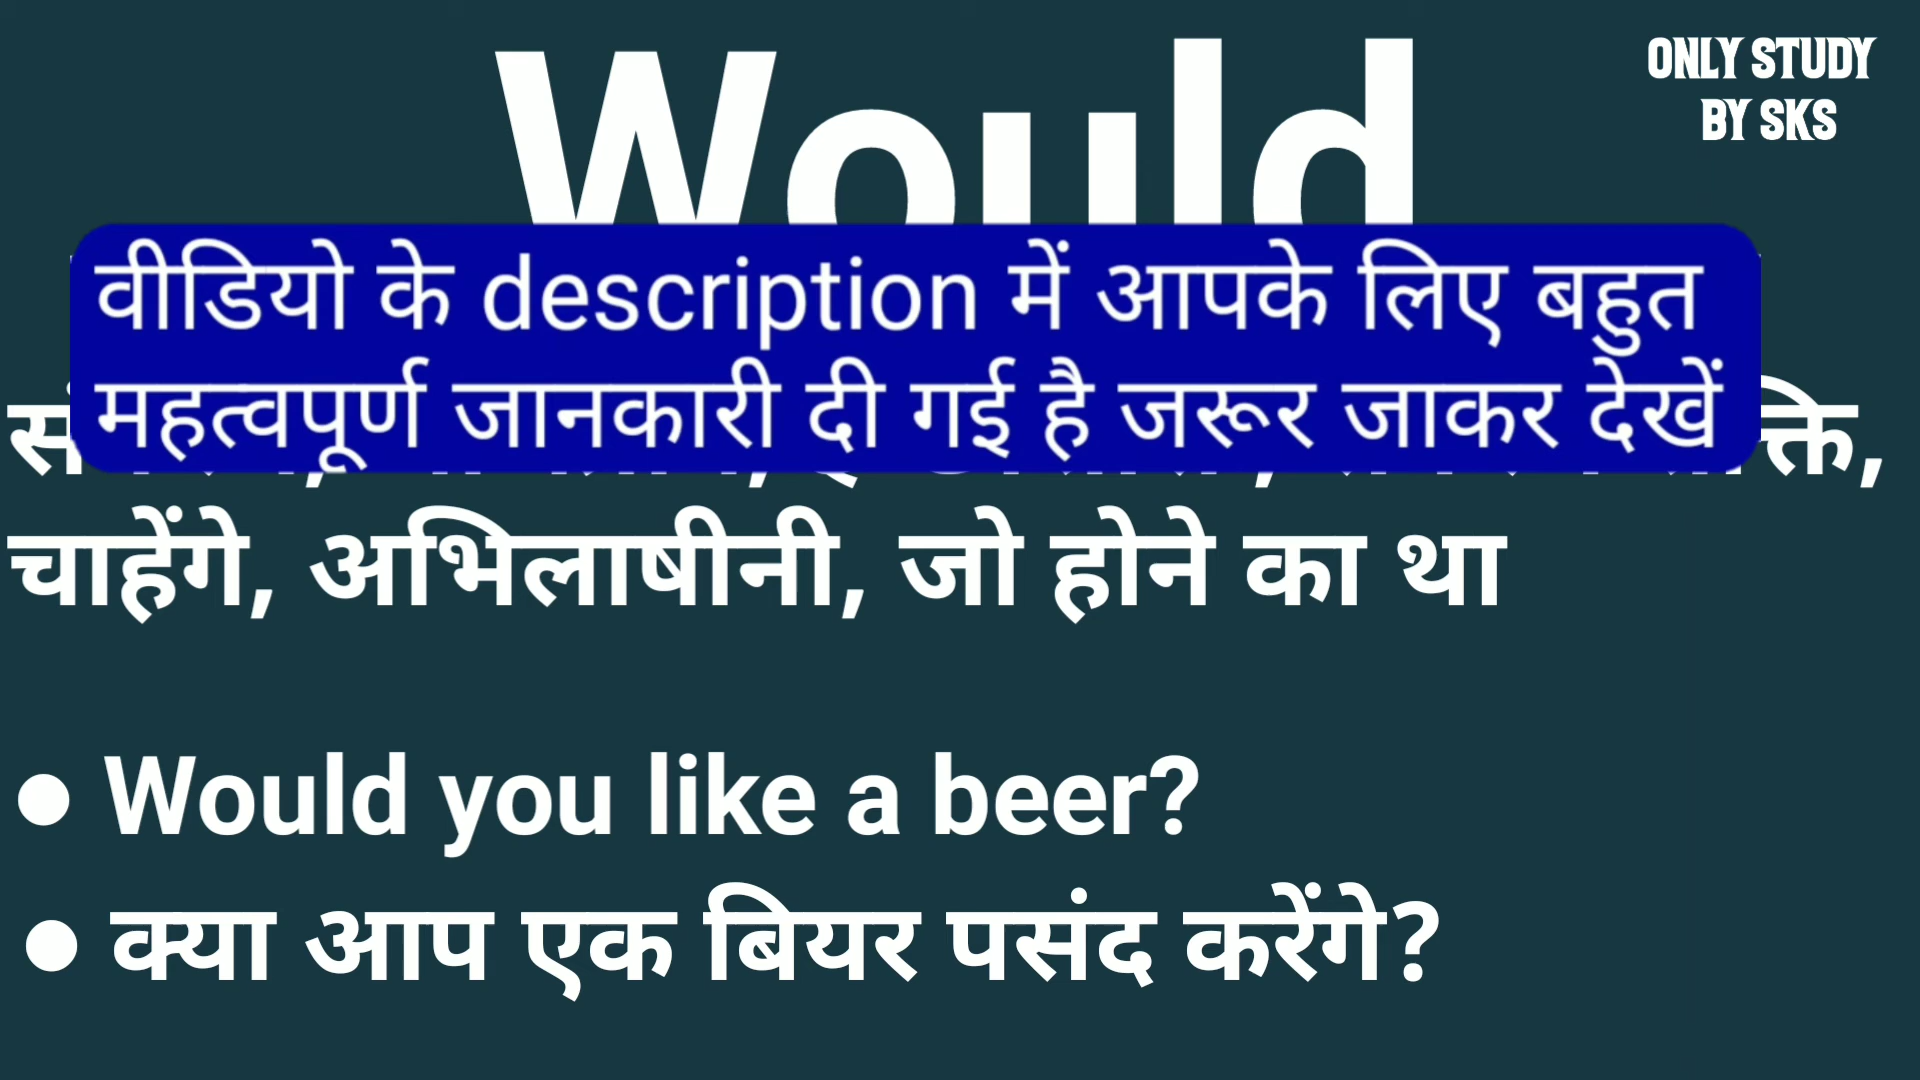 Would
ONLY STUDY
BY SKS
वीडियो के description में आपके लिए बहुत
महत्वपूर्ण जानकारी दी गई है जरूर जाकर देखें
चाहेंगे, अभिलाषीनी, जो होने का था
● Would you like a beer?
● क्या आप एक बियर पसंद करेंगे?